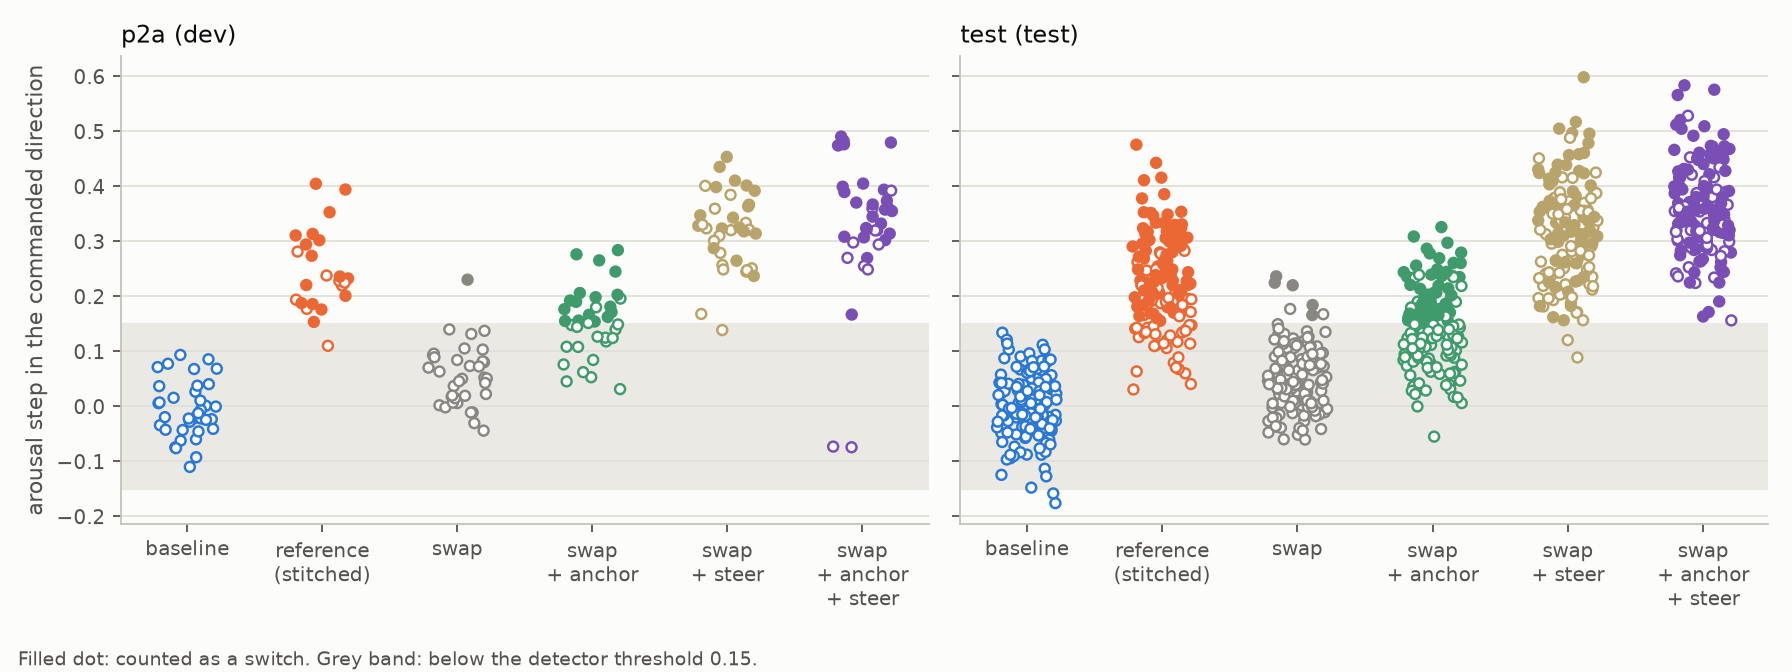 p2a (dev)
test (test)
arousal step in the commanded direction
0.6
0.5
0.4
0.3
0.2
0.1
0.0
−0.1
−0.2
baseline
reference
(stitched)
swap
swap
+ anchor
swap
+ steer
swap
+ anchor
+ steer
baseline
reference
(stitched)
swap
swap
+ anchor
swap
+ steer
swap
+ anchor
+ steer
Filled dot: counted as a switch. Grey band: below the detector threshold 0.15.